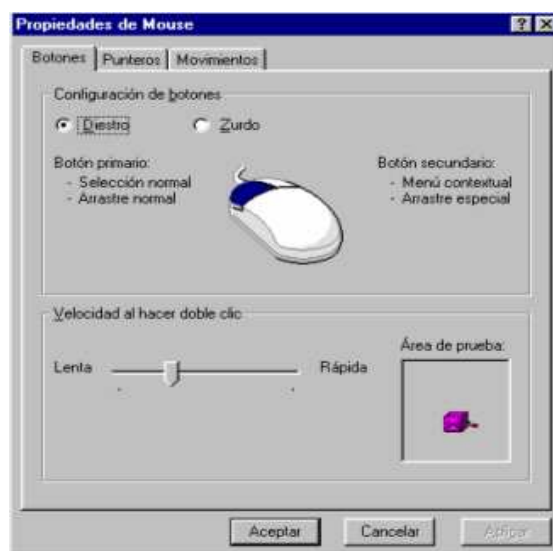 Propiedades de Mouse
Botones Punteros Movimientos
Configuración de botones
Diestro Zurdo
Botón primario:
- Selección normal
- Arrastre normal
Botón secundario:
- Menú contextual
- Arrastre especial
Velocidad al hacer doble clic
Lenta Rápida
Área de prueba:
Aceptar Cancelar